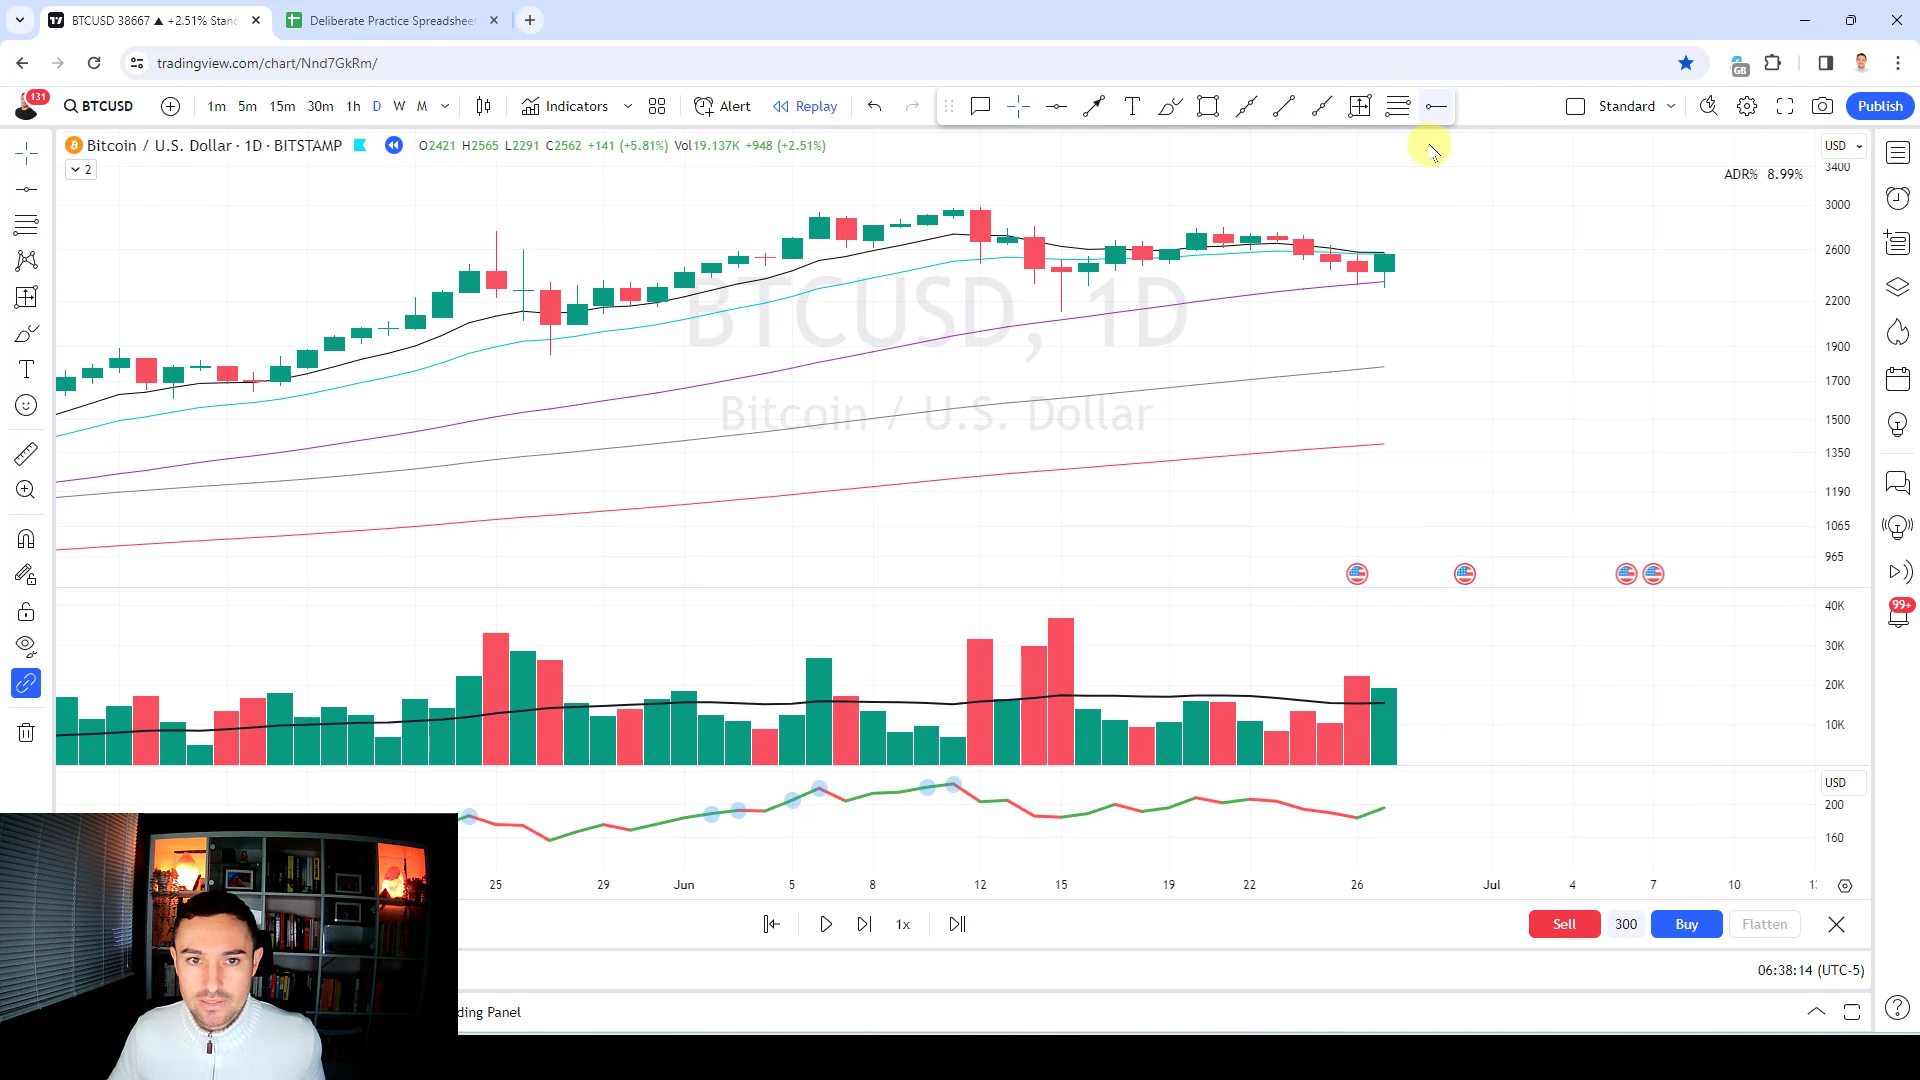 BTCUSD 38667 ▲ +2.51% Stanc
Deliberate Practice Spreadsheet
tradingview.com/chart/Nnd7GkRm/
GB
131
BTCUSD
1m 5m 15m 30m 1h D W M
Indicators
Alert
Replay
Standard
Publish
Bitcoin / U.S. Dollar · 1D · BITSTAMP
O2421 H2565 L2291 C2562 +141 (+5.81%) Vol19.137K +948 (+2.51%)
USD
2
ADR% 8.99%
3400
3000
2600
2200
1900
1700
1500
1350
1190
1065
965
BTCUSD, 1D
Bitcoin / U.S. Dollar
99+
40K
30K
20K
10K
USD
200
160
25 29 Jun 5 8 12 15 19 22 26 Jul 4 7 10
1x
Sell 300 Buy Flatten
06:38:14 (UTC-5)
ding Panel